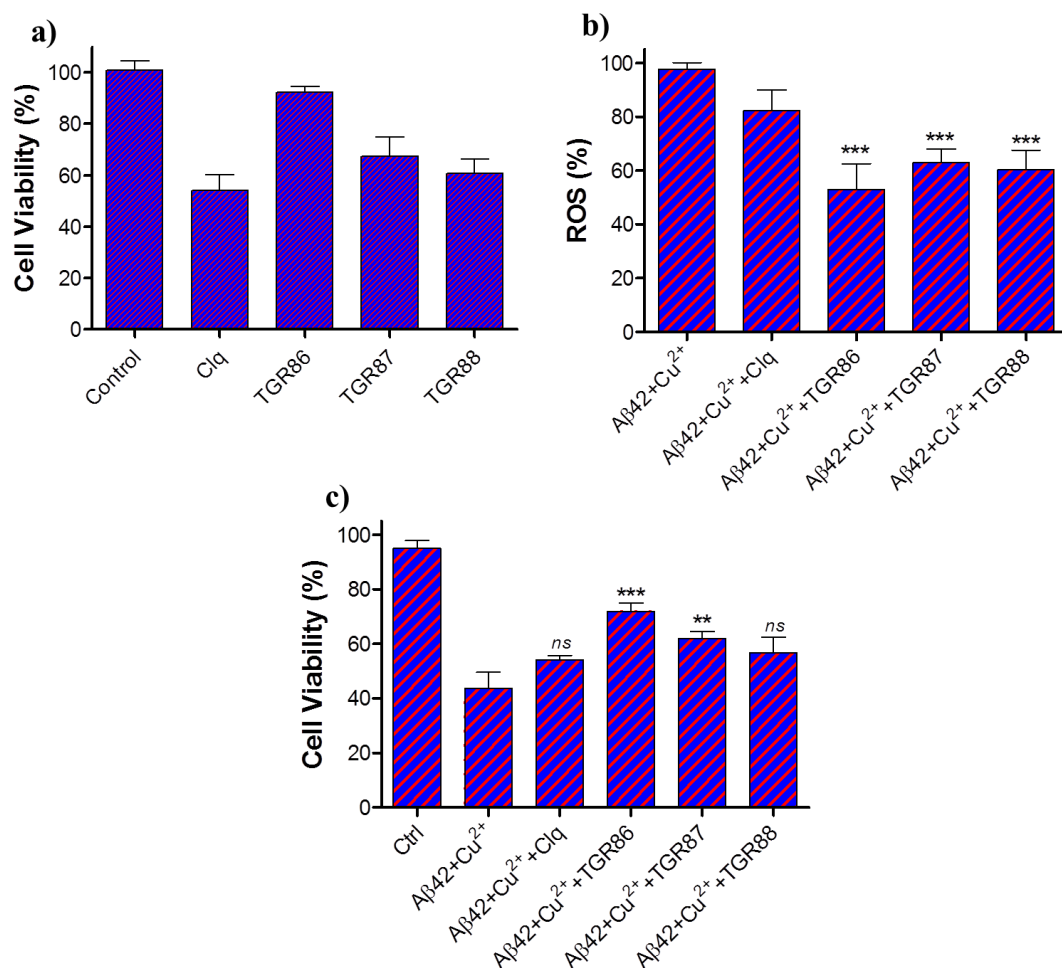 a)
Cell Viability (%)
100
80
60
40
20
0
Control
Clq
TGR86
TGR87
TGR88
b)
ROS (%)
100
80
60
40
20
0
***
***
***
Aβ42+Cu²⁺
Aβ42+Cu²⁺+Clq
Aβ42+Cu²⁺+TGR86
Aβ42+Cu²⁺+TGR87
Aβ42+Cu²⁺+TGR88
c)
Cell Viability (%)
100
80
60
40
20
0
ns
***
**
ns
Ctrl
Aβ42+Cu²⁺
Aβ42+Cu²⁺+Clq
Aβ42+Cu²⁺+TGR86
Aβ42+Cu²⁺+TGR87
Aβ42+Cu²⁺+TGR88